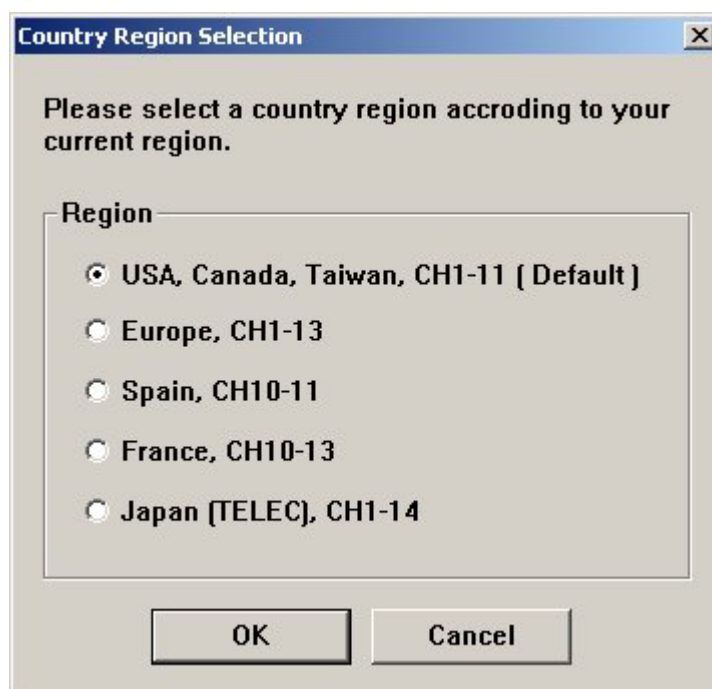 Country Region Selection
Please select a country region accroding to your
current region.
Region
USA, Canada, Taiwan, CH1-11 ( Default )
Europe, CH1-13
Spain, CH10-11
France, CH10-13
Japan (TELEC), CH1-14
OK Cancel